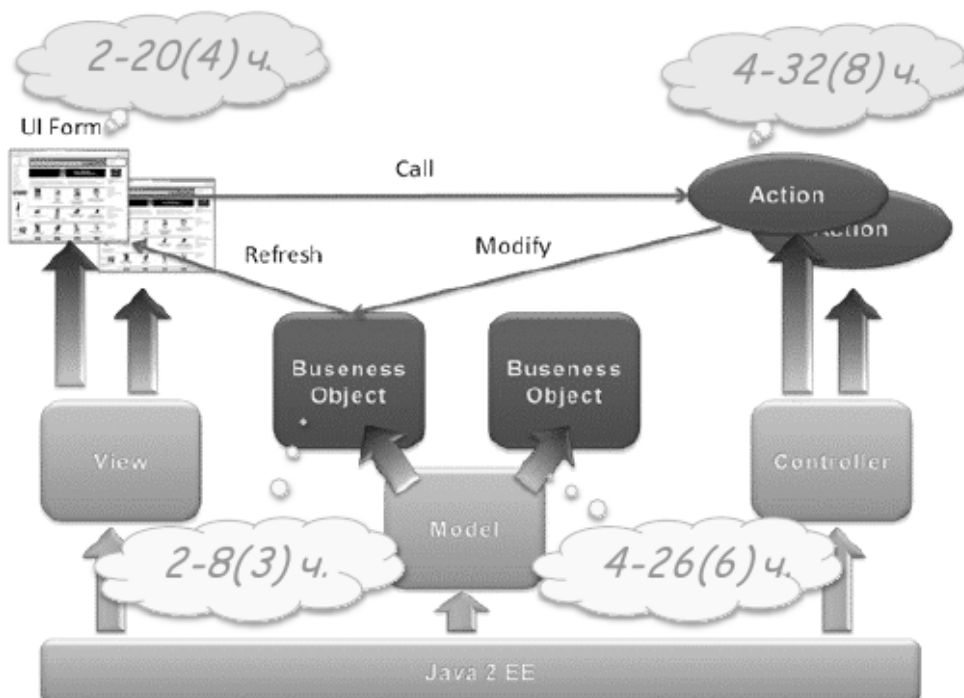 2-20(4) ч.
4-32(8) ч.
UI Form
Call
Action
Action
Refresh
Modify
Buseness
Object
Buseness
Object
View
Controller
Model
2-8(3) ч.
4-26(6) ч.
Java 2 EE